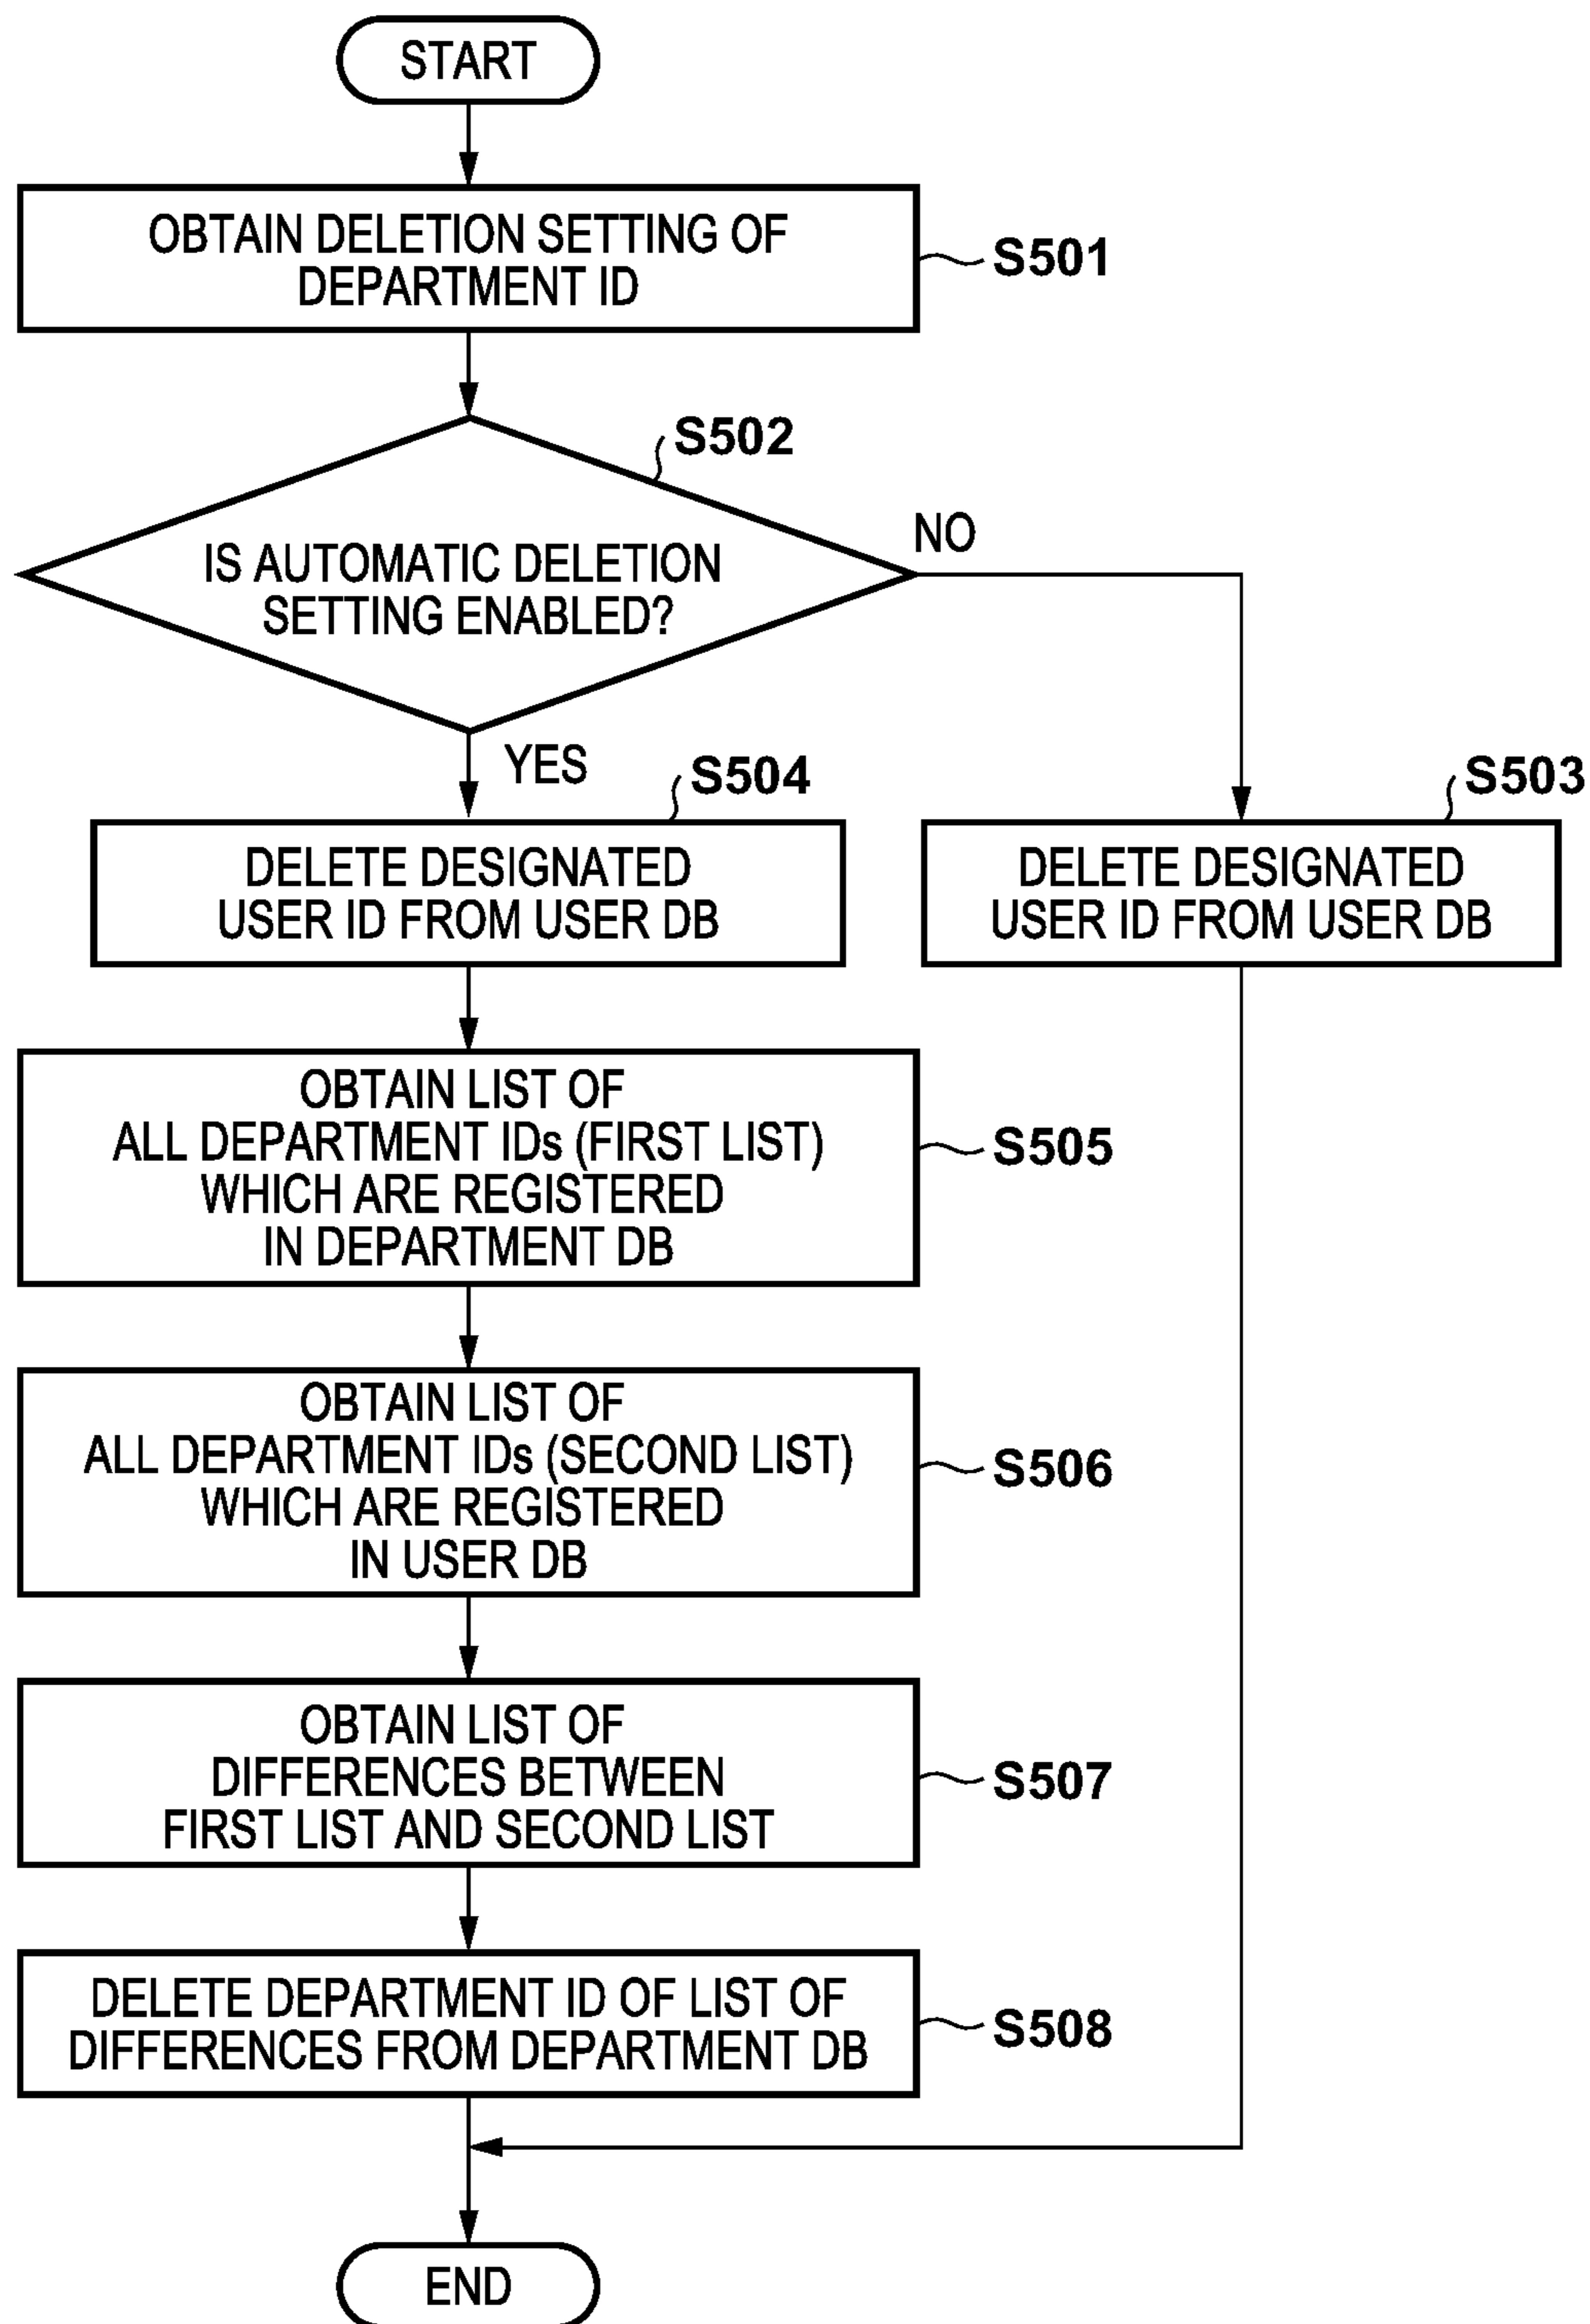 START
OBTAIN DELETION SETTING OF
DEPARTMENT ID
S501
S502
IS AUTOMATIC DELETION
SETTING ENABLED?
NO
YES
S504
DELETE DESIGNATED
USER ID FROM USER DB
S503
DELETE DESIGNATED
USER ID FROM USER DB
OBTAIN LIST OF
ALL DEPARTMENT IDs (FIRST LIST)
WHICH ARE REGISTERED
IN DEPARTMENT DB
S505
OBTAIN LIST OF
ALL DEPARTMENT IDs (SECOND LIST)
WHICH ARE REGISTERED
IN USER DB
S506
OBTAIN LIST OF
DIFFERENCES BETWEEN
FIRST LIST AND SECOND LIST
S507
DELETE DEPARTMENT ID OF LIST OF
DIFFERENCES FROM DEPARTMENT DB
S508
END